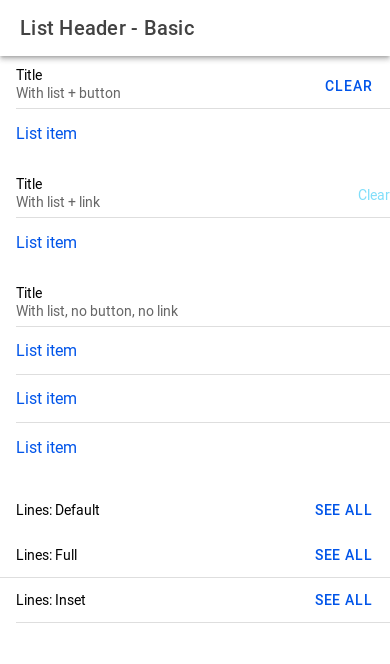 List Header - Basic
Title
With list + button
CLEAR
List item
Title
With list + link
Clear
List item
Title
With list, no button, no link
List item
List item
List item
Lines: Default
SEE ALL
Lines: Full
SEE ALL
Lines: Inset
SEE ALL